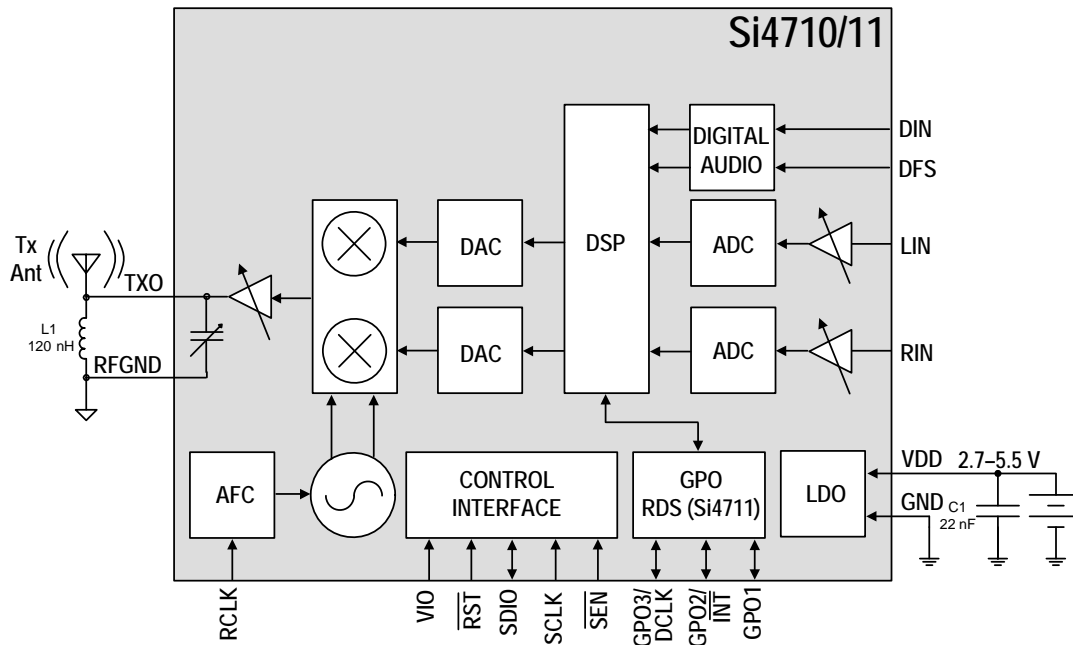 Si4710/11
DIGITAL
AUDIO
DIN
DFS
DSP
DAC
ADC
LIN
Tx
Ant
TXO
L1
120 nH
RFGND
DAC
ADC
RIN
AFC
CONTROL
INTERFACE
GPO
RDS (Si4711)
LDO
VDD
2.7–5.5 V
GND
C1
22 nF
RCLK
VIO
RST
SDIO
SCLK
SEN
GPO3/
DCLK
GPO2/
INT
GPO1